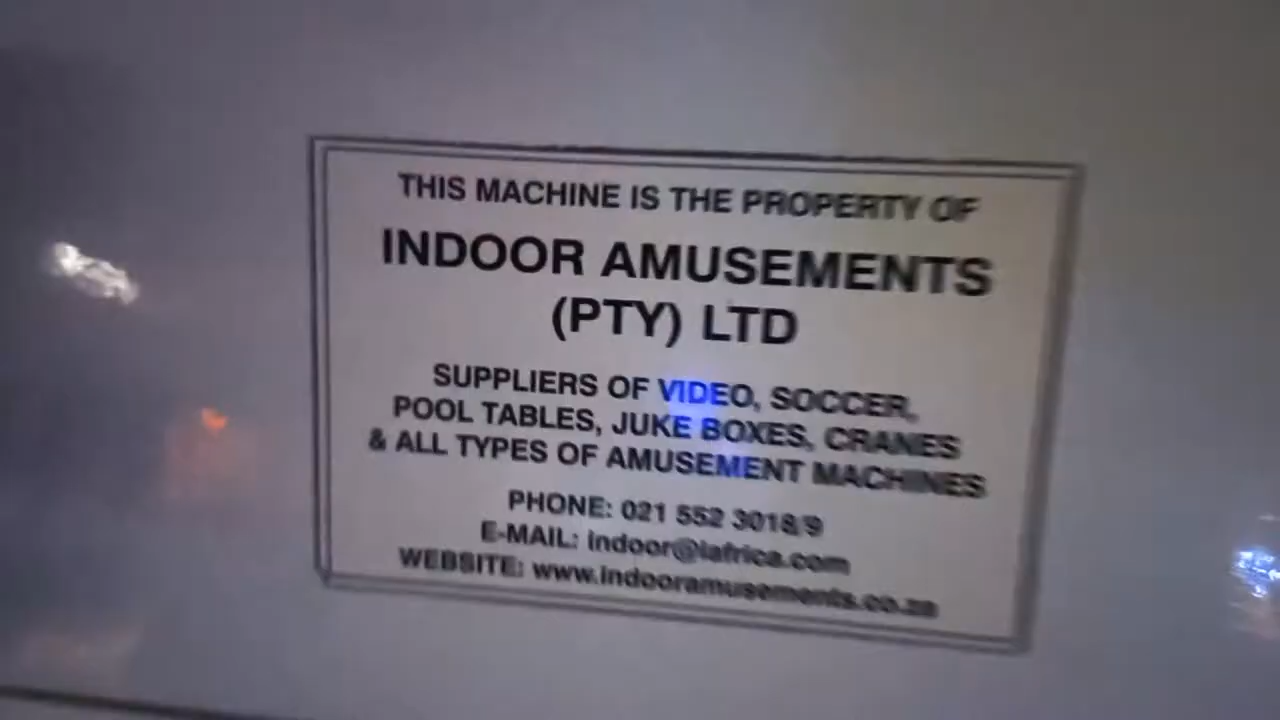 THIS MACHINE IS THE PROPERTY OF
INDOOR AMUSEMENTS
(PTY) LTD
SUPPLIERS OF VIDEO, SOCCER,
POOL TABLES, JUKE BOXES, CRANES
& ALL TYPES OF AMUSEMENT MACHINES
PHONE: 021 552 3018/9
E-MAIL: indoor@iafrica.com
WEBSITE: www.indooramusements.co.za